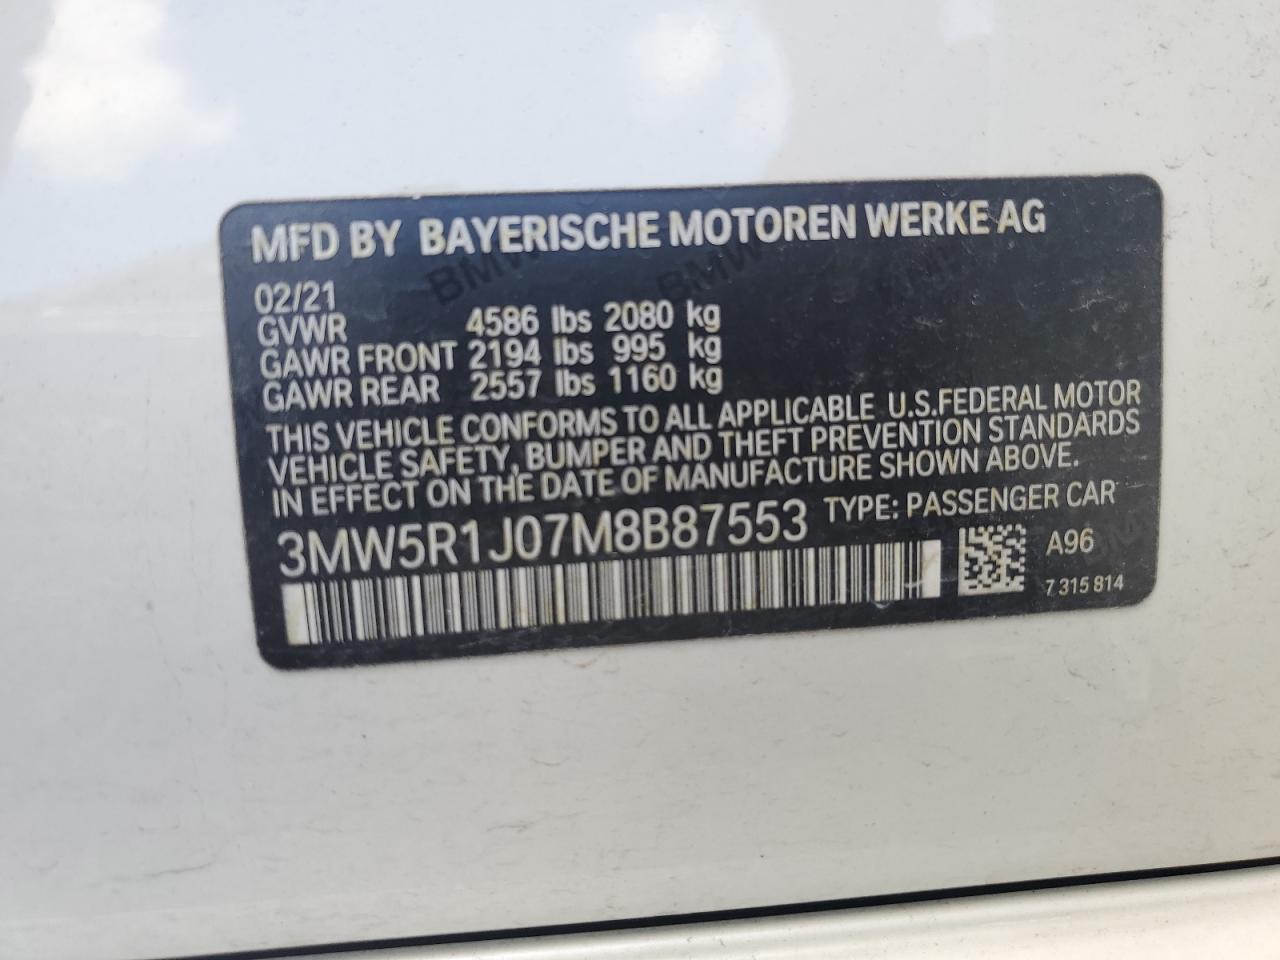 MFD BY BAYERISCHE MOTOREN WERKE AG
02/21
GVWR 4586 lbs 2080 kg
GAWR FRONT 2194 lbs 995 kg
GAWR REAR 2557 lbs 1160 kg
THIS VEHICLE CONFORMS TO ALL APPLICABLE U.S.FEDERAL MOTOR
VEHICLE SAFETY, BUMPER AND THEFT PREVENTION STANDARDS
IN EFFECT ON THE DATE OF MANUFACTURE SHOWN ABOVE.
3MW5R1J07M8B87553 TYPE: PASSENGER CAR
A96
7 315 814
BMW
BMW